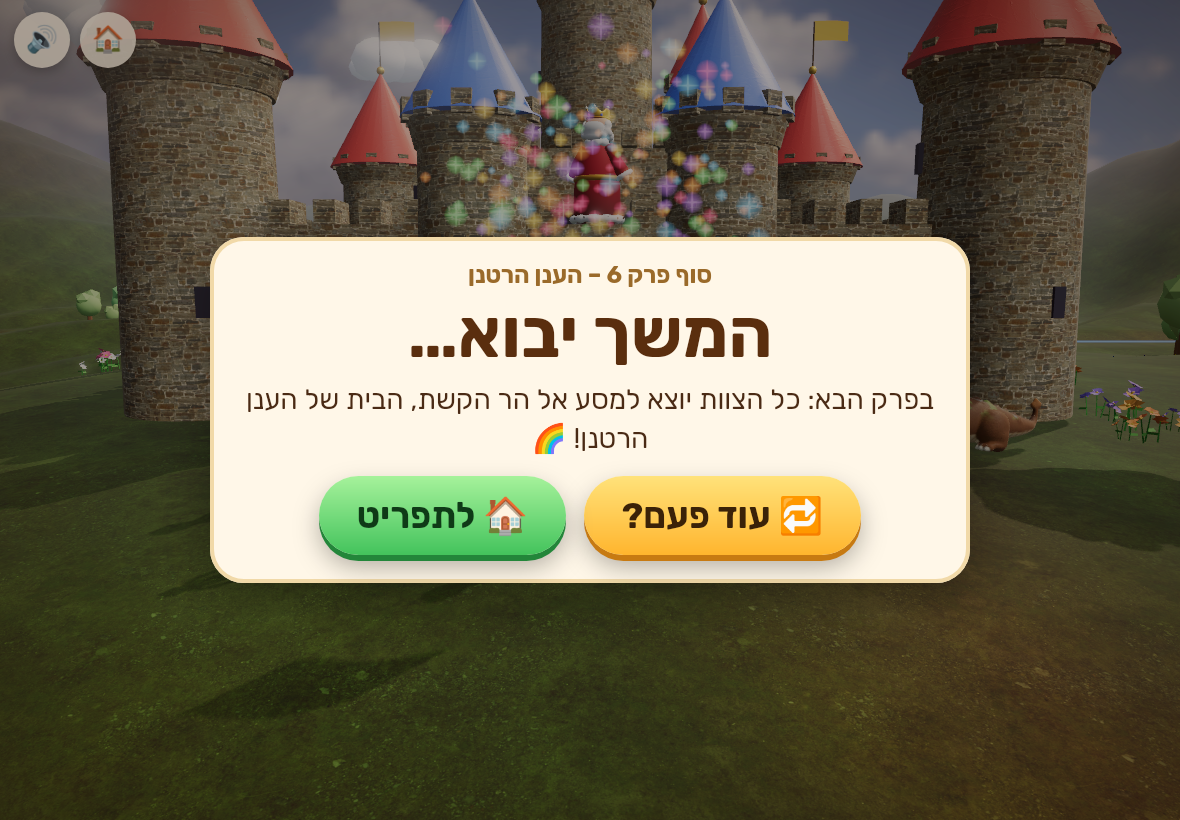 סוף פרק 6 – הענן הרטנן
המשך יבוא...
בפרק הבא: כל הצוות יוצא למסע אל הר הקשת, הבית של הענן
הרטנן! 🌈
🔁 עוד פעם?
🏠 לתפריט